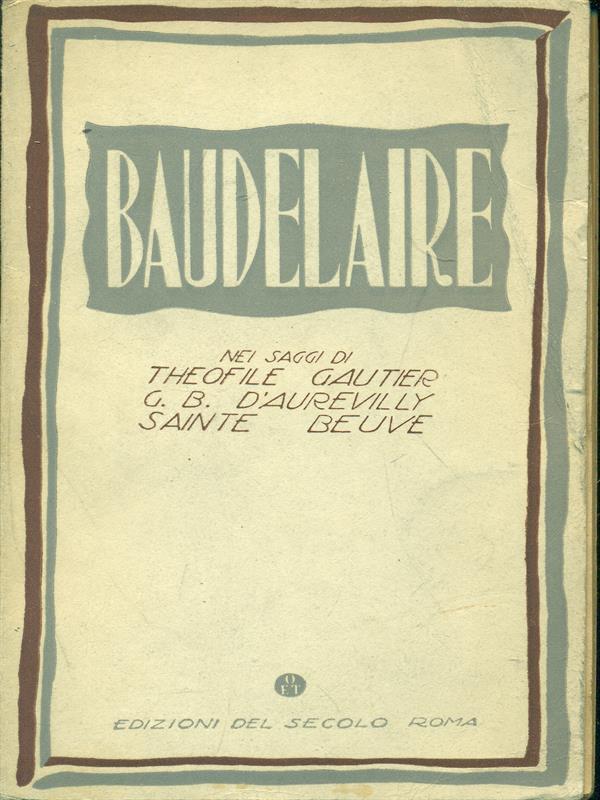 BAUDELAIRE
NEI SAGGI DI
THEOFILE GAUTIER
G. B. D'AUREVILLY
SAINTE BEUVE
O
ET
EDIZIONI DEL SECOLO ROMA